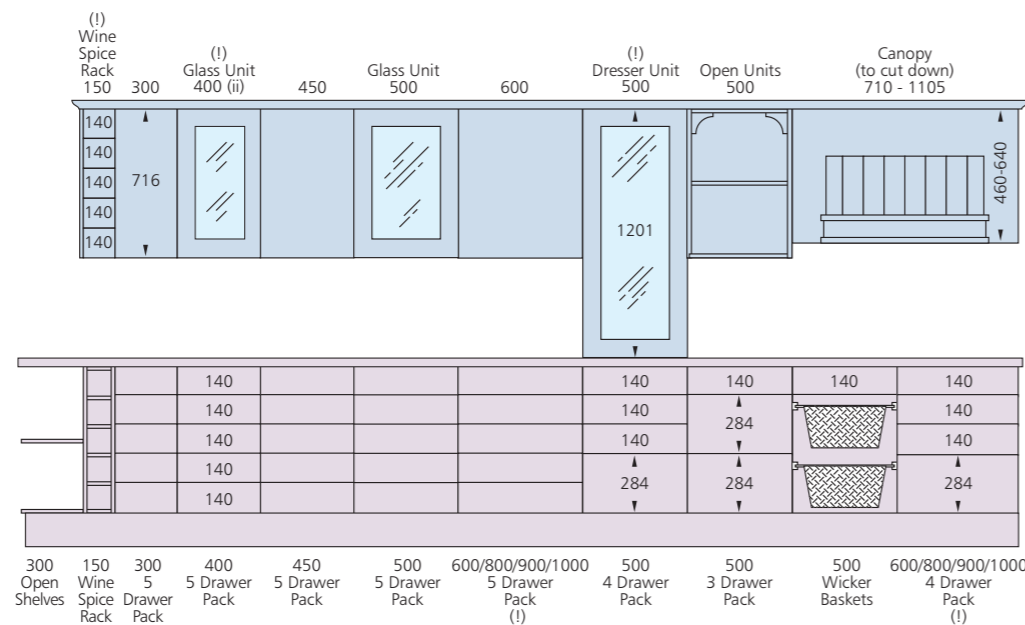 (!)
Wine
Spice
Rack
150
300
(!)
Glass Unit
400 (ii)
450
Glass Unit
500
600
(!)
Dresser Unit
500
Open Units
500
Canopy
(to cut down)
710 - 1105
140
140
140
140
140
716
1201
460-640
140
140
140
140
140
140
140
140
284
140
284
284
140
140
140
140
284
300
Open
Shelves
150
Wine
Spice
Rack
300
5
Drawer
Pack
400
5 Drawer
Pack
450
5 Drawer
Pack
500
5 Drawer
Pack
600/800/900/1000
5 Drawer
Pack
(!)
500
4 Drawer
Pack
500
3 Drawer
Pack
500
Wicker
Baskets
600/800/900/1000
4 Drawer
Pack
(!)